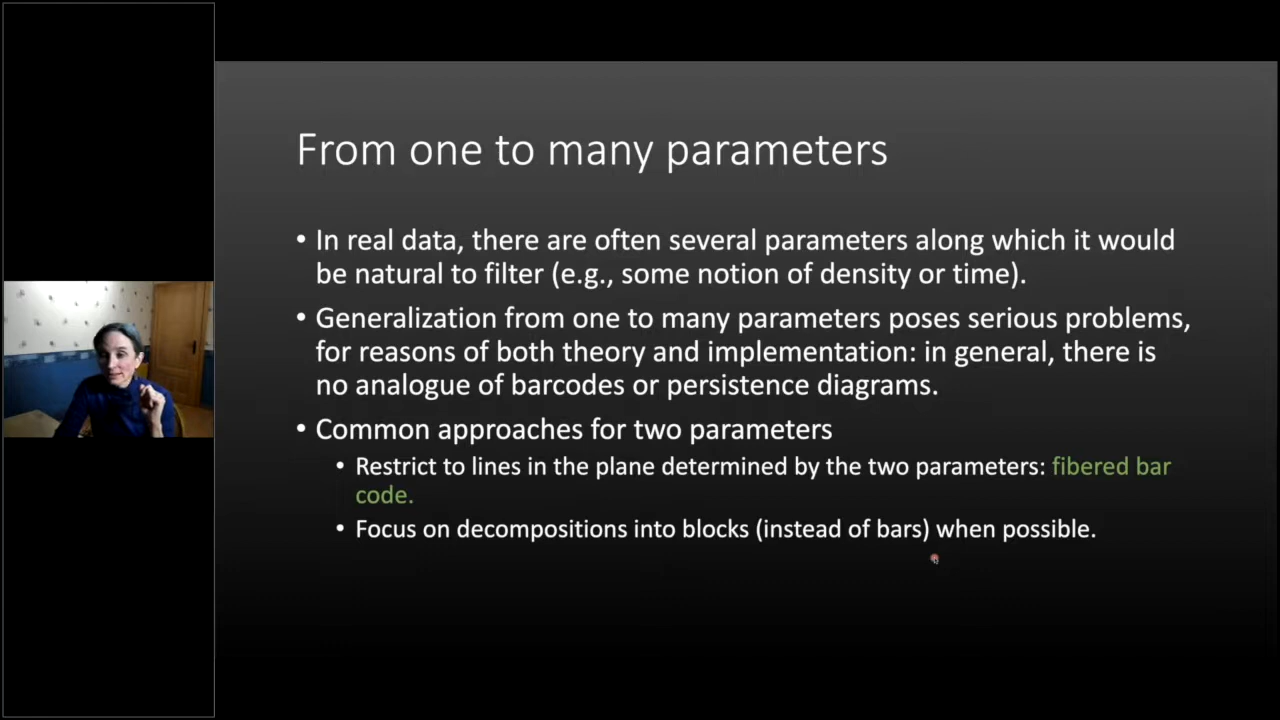 From one to many parameters
• In real data, there are often several parameters along which it would
be natural to filter (e.g., some notion of density or time).
• Generalization from one to many parameters poses serious problems,
for reasons of both theory and implementation: in general, there is
no analogue of barcodes or persistence diagrams.
• Common approaches for two parameters
• Restrict to lines in the plane determined by the two parameters: fibered bar
code.
• Focus on decompositions into blocks (instead of bars) when possible.